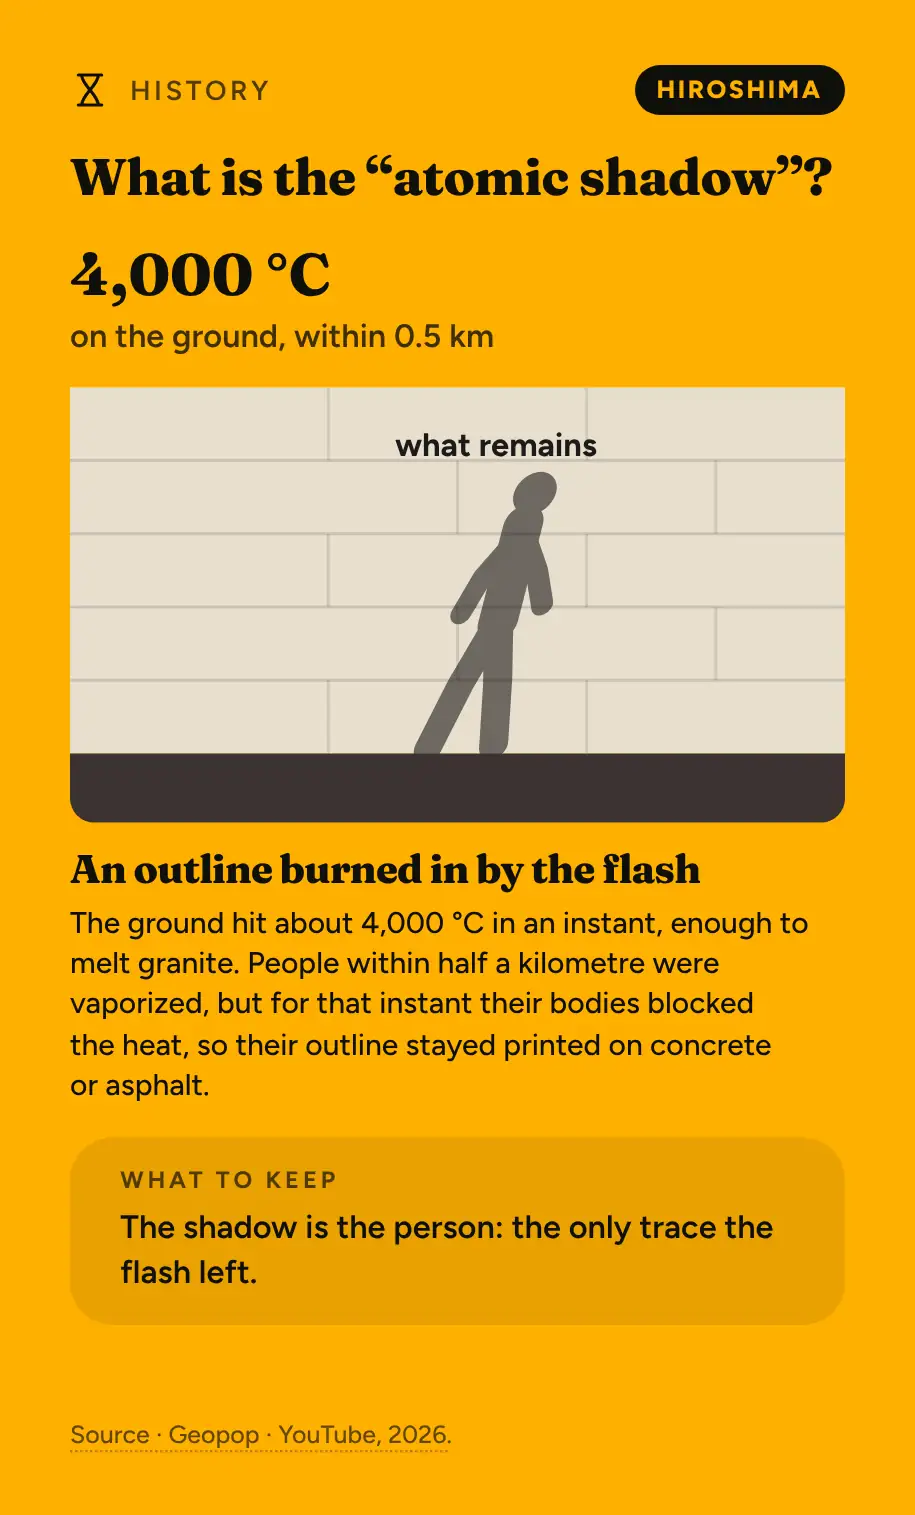 HISTORY
HIROSHIMA
What is the “atomic shadow”?
4,000 °C
on the ground, within 0.5 km
what remains
An outline burned in by the flash
The ground hit about 4,000 °C in an instant, enough to
melt granite. People within half a kilometre were
vaporized, but for that instant their bodies blocked
the heat, so their outline stayed printed on concrete
or asphalt.
WHAT TO KEEP
The shadow is the person: the only trace the
flash left.
Source · Geopop · YouTube, 2026.